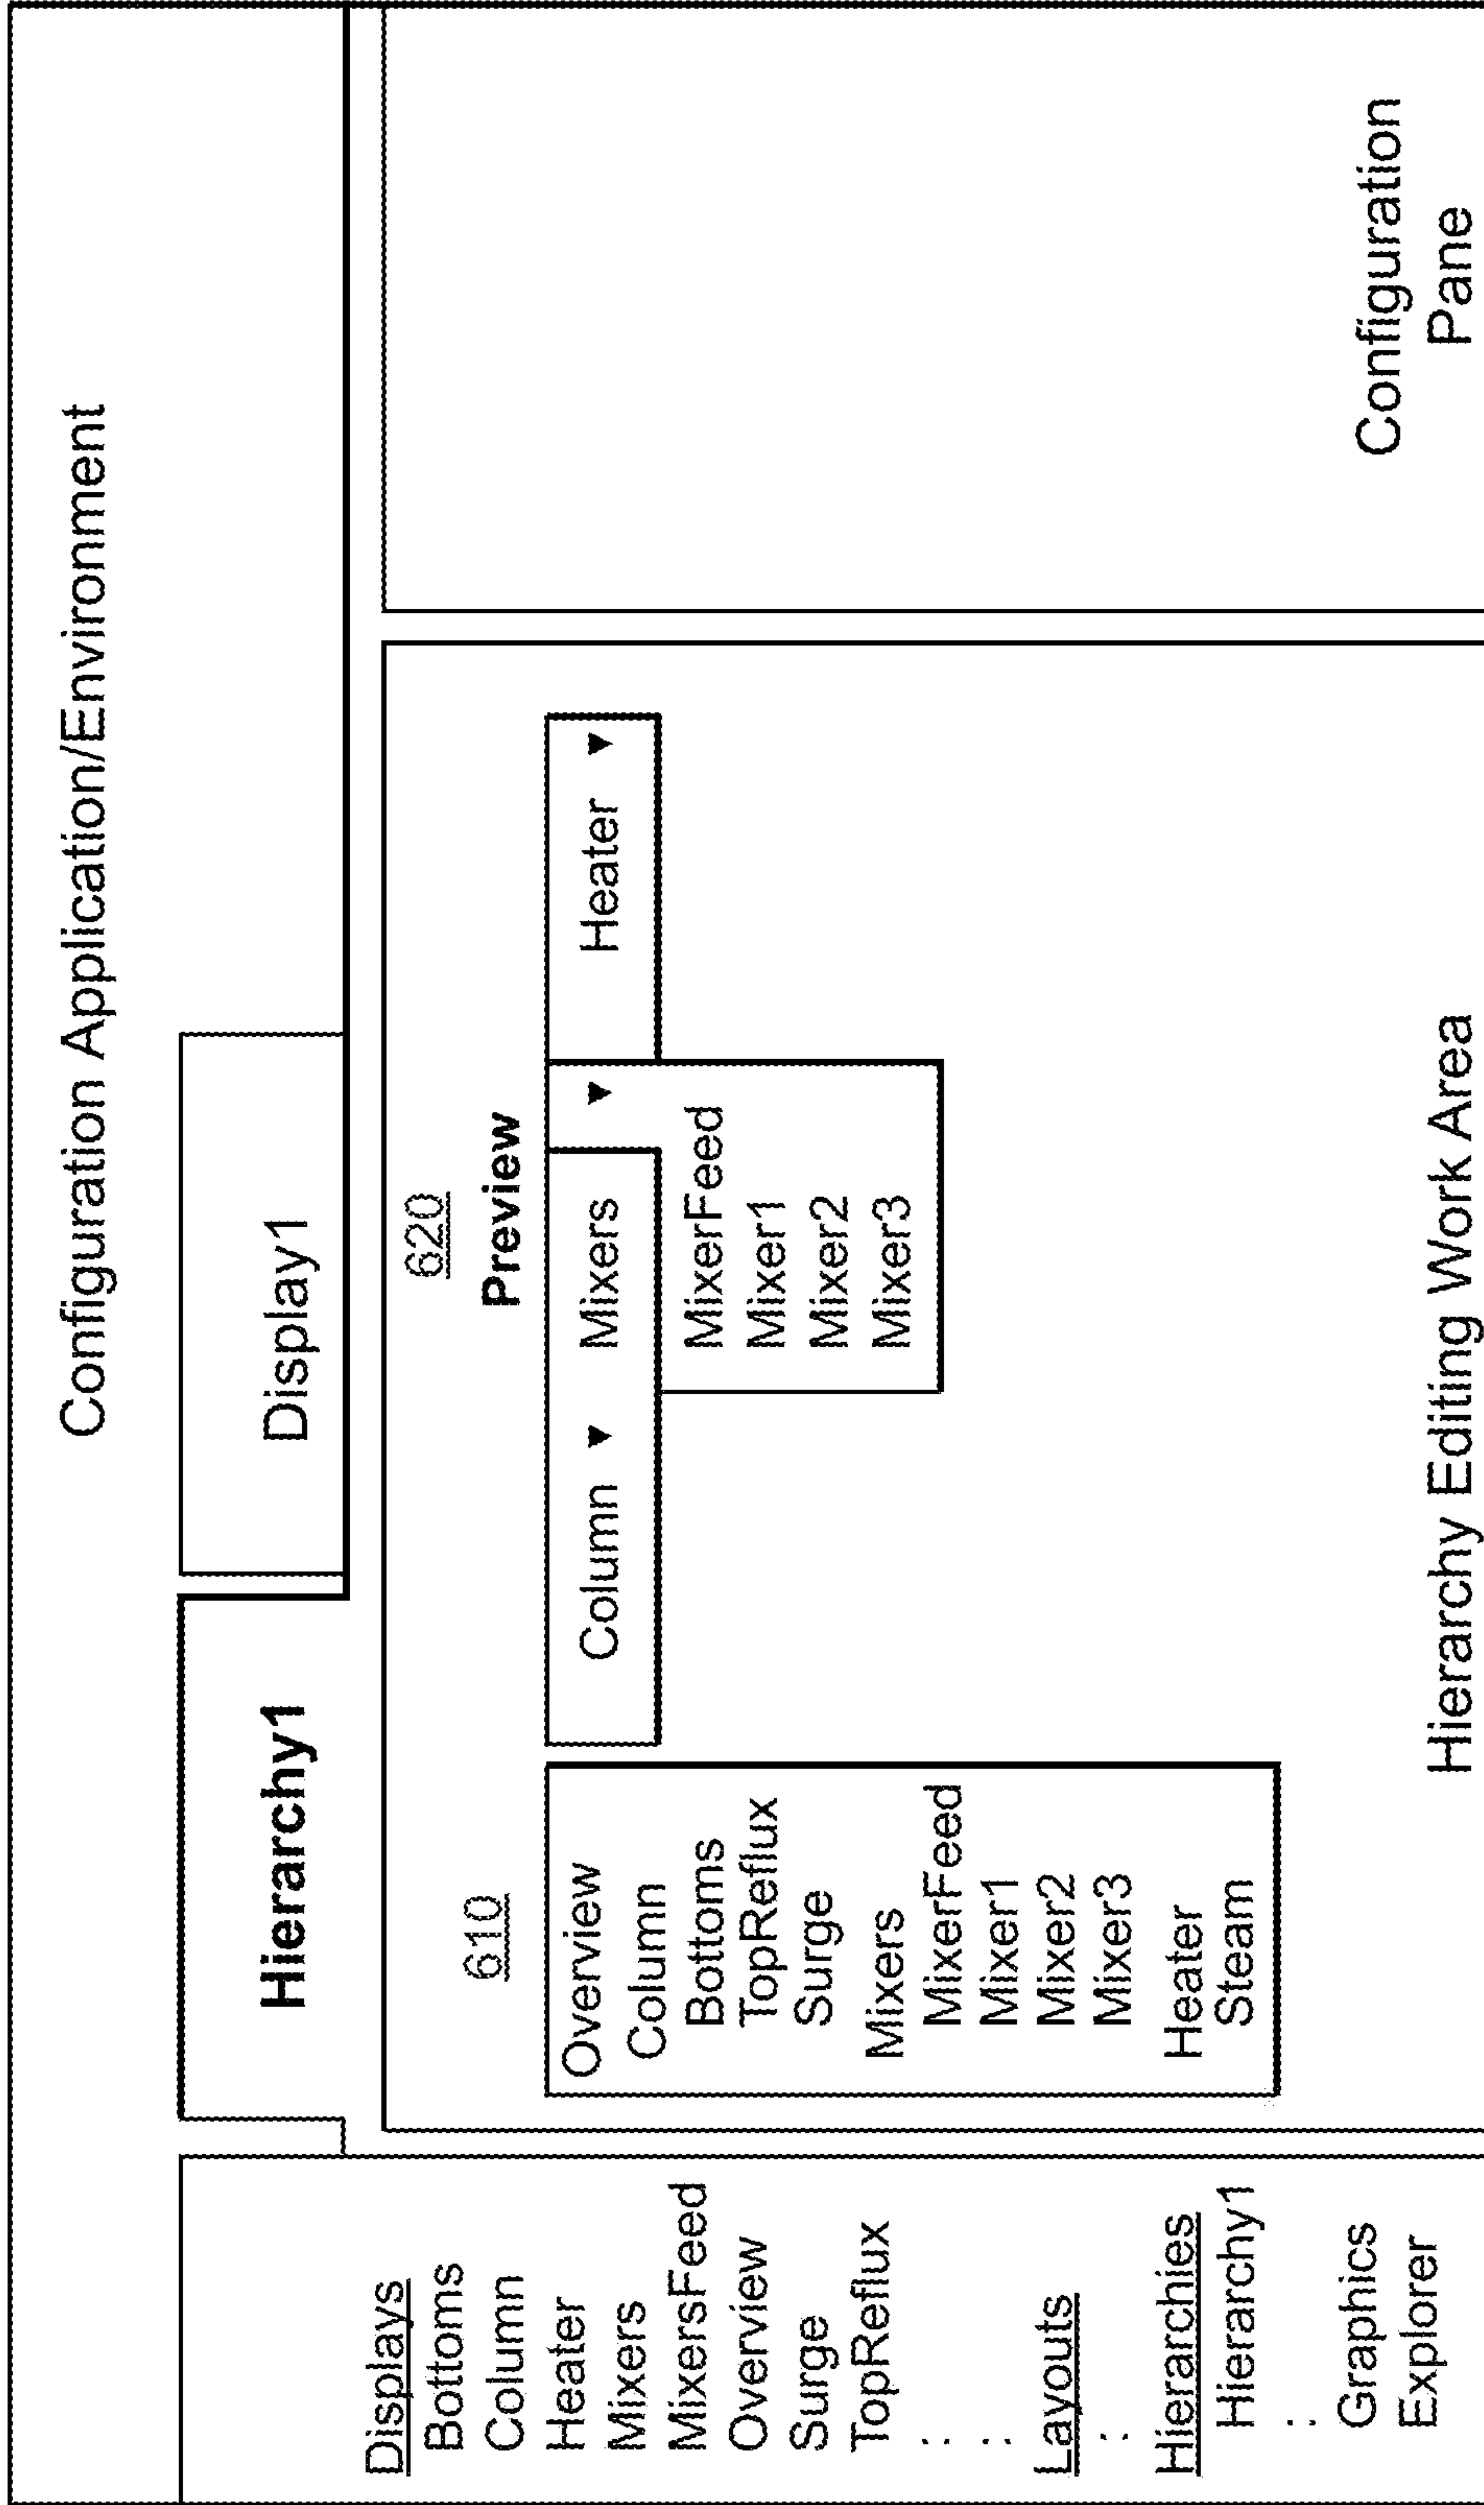 Configuration Application/Environment
Hierarchy1
Display1
Displays
Bottoms
Column
Heater
Mixers
MixersFeed
Overview
Surge
TopReflux
:
:
Layouts
:
Hierarchies
Hierarchy1
:
Graphics
Explorer
610
Overview
Column
Bottoms
TopReflux
Surge
Mixers
MixerFeed
Mixer1
Mixer2
Mixer3
Heater
Steam
620
Preview
Column ▼ Mixers ▼ Heater ▼
MixerFeed
Mixer1
Mixer2
Mixer3
Hierarchy Editing Work Area
Configuration
Pane